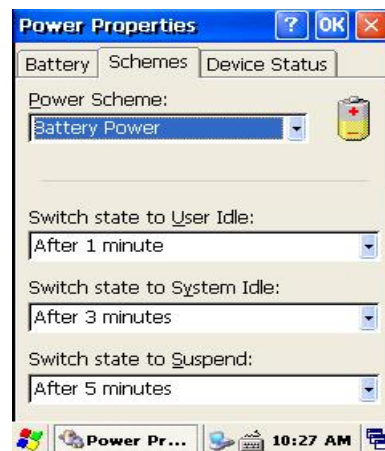 Power Properties ? OK ×
Battery Schemes Device Status
Power Scheme:
Battery Power
Switch state to User Idle:
After 1 minute
Switch state to System Idle:
After 3 minutes
Switch state to Suspend:
After 5 minutes
Power Pr... 10:27 AM